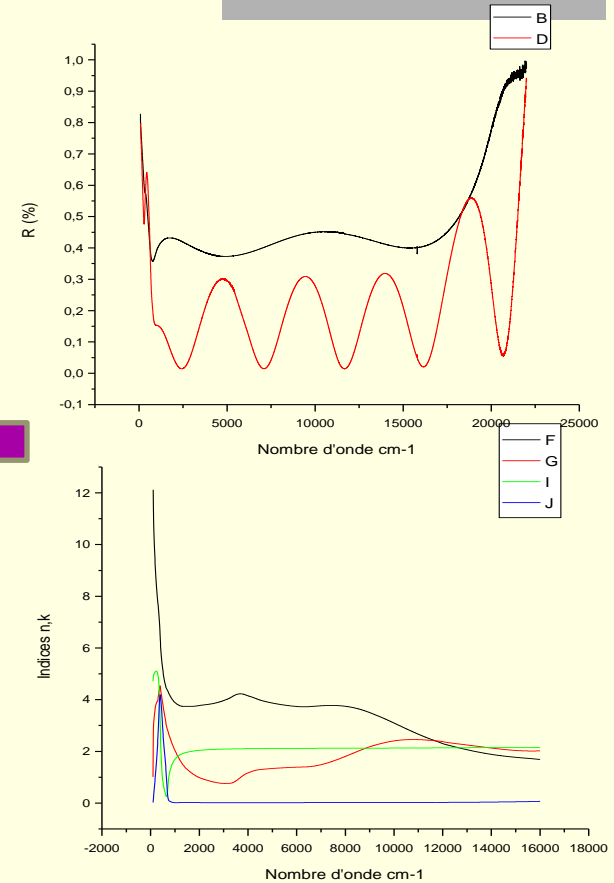 B
D
1,0
0,9
0,8
0,7
0,6
0,5
0,4
0,3
0,2
0,1
0,0
-0,1
R (%)
0 5000 10000 15000 20000 25000
Nombre d'onde cm-1
F
G
I
J
12
10
8
6
4
2
0
Indices n,k
-2000 0 2000 4000 6000 8000 10000 12000 14000 16000 18000
Nombre d'onde cm-1